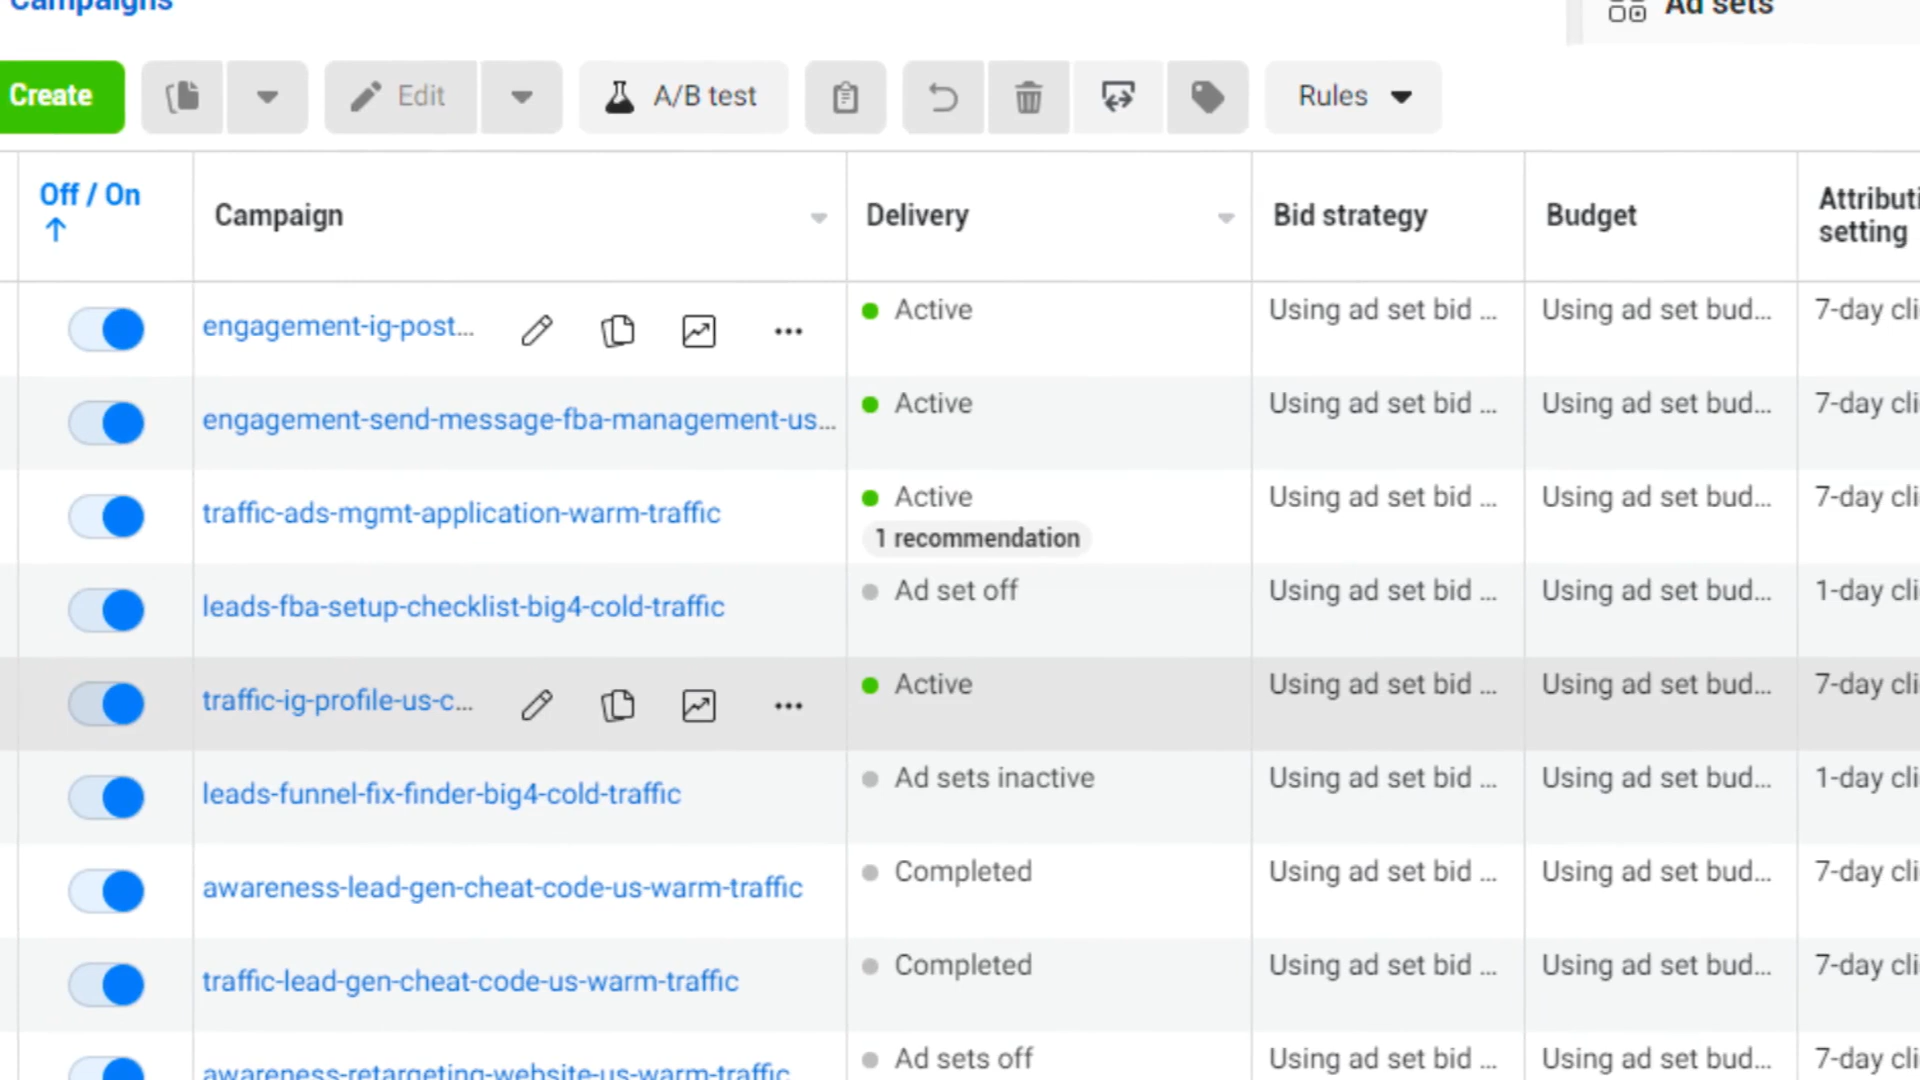 Campaigns
Ad sets
Create
Edit
A/B test
Rules
Off / On
Campaign
Delivery
Bid strategy
Budget
Attributi
setting
engagement-ig-post...
Active
Using ad set bid ...
Using ad set bud...
7-day cli
engagement-send-message-fba-management-us...
Active
Using ad set bid ...
Using ad set bud...
7-day cli
traffic-ads-mgmt-application-warm-traffic
Active
1 recommendation
Using ad set bid ...
Using ad set bud...
7-day cli
leads-fba-setup-checklist-big4-cold-traffic
Ad set off
Using ad set bid ...
Using ad set bud...
1-day cli
traffic-ig-profile-us-c...
Active
Using ad set bid ...
Using ad set bud...
7-day cli
leads-funnel-fix-finder-big4-cold-traffic
Ad sets inactive
Using ad set bid ...
Using ad set bud...
1-day cli
awareness-lead-gen-cheat-code-us-warm-traffic
Completed
Using ad set bid ...
Using ad set bud...
7-day cli
traffic-lead-gen-cheat-code-us-warm-traffic
Completed
Using ad set bid ...
Using ad set bud...
7-day cli
awareness-retargeting-website-us-warm-traffic
Ad sets off
Using ad set bid ...
Using ad set bud...
7-day cli